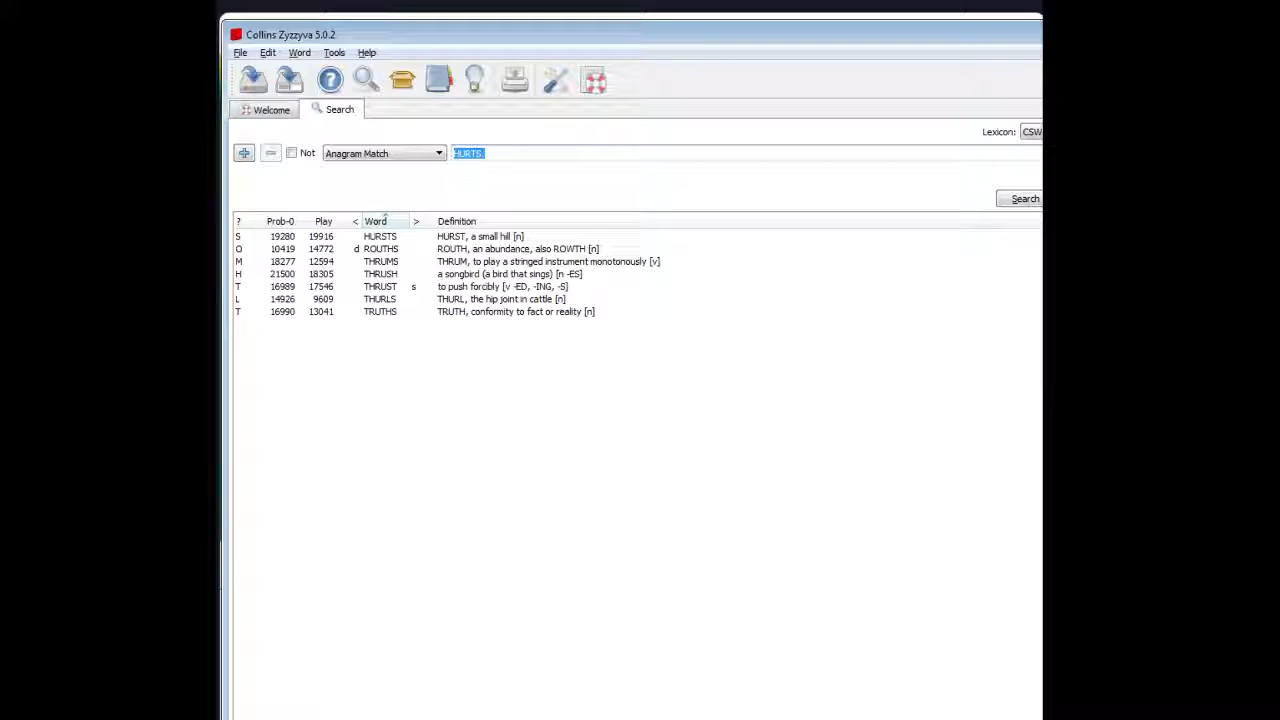 Collins Zyzzyva 5.0.2
File Edit Word Tools Help
Welcome Search
Lexicon: CSW
Not Anagram Match HURTS.
Search
? Prob-0 Play < Word > Definition
S 19280 19916 HURSTS HURST, a small hill [n]
O 10419 14772 d ROUTHS ROUTH, an abundance, also ROWTH [n]
M 18277 12594 THRUMS THRUM, to play a stringed instrument monotonously [v]
H 21500 18305 THRUSH a songbird (a bird that sings) [n -ES]
T 16989 17546 THRUST s to push forcibly [v -ED, -ING, -S]
L 14926 9609 THURLS THURL, the hip joint in cattle [n]
T 16990 13041 TRUTHS TRUTH, conformity to fact or reality [n]